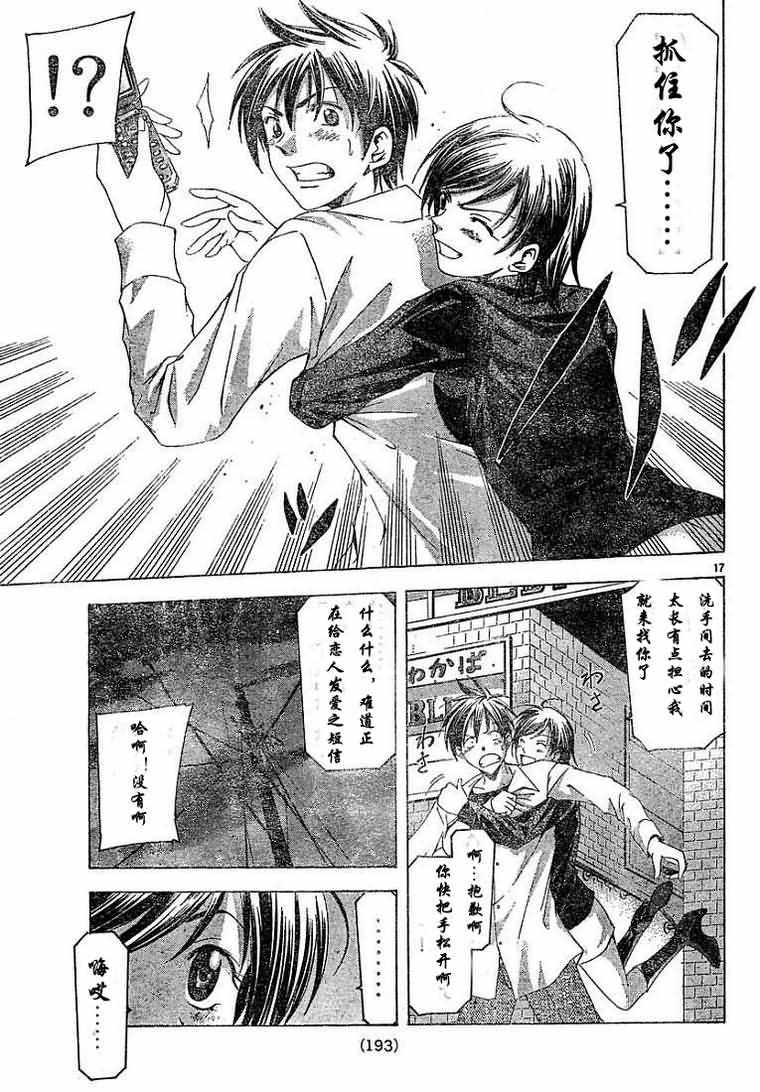 抓住你了……
!?
17
洗手间去的时间
太长有点担心我
就来找你了
BLE
わかば
BLE
わさ
わさ
啊…抱歉啊
你快把手松开啊
什么什么，难道正
在给恋人发爱之短信
哈啊！没有啊
………
嗨哎……
(193)